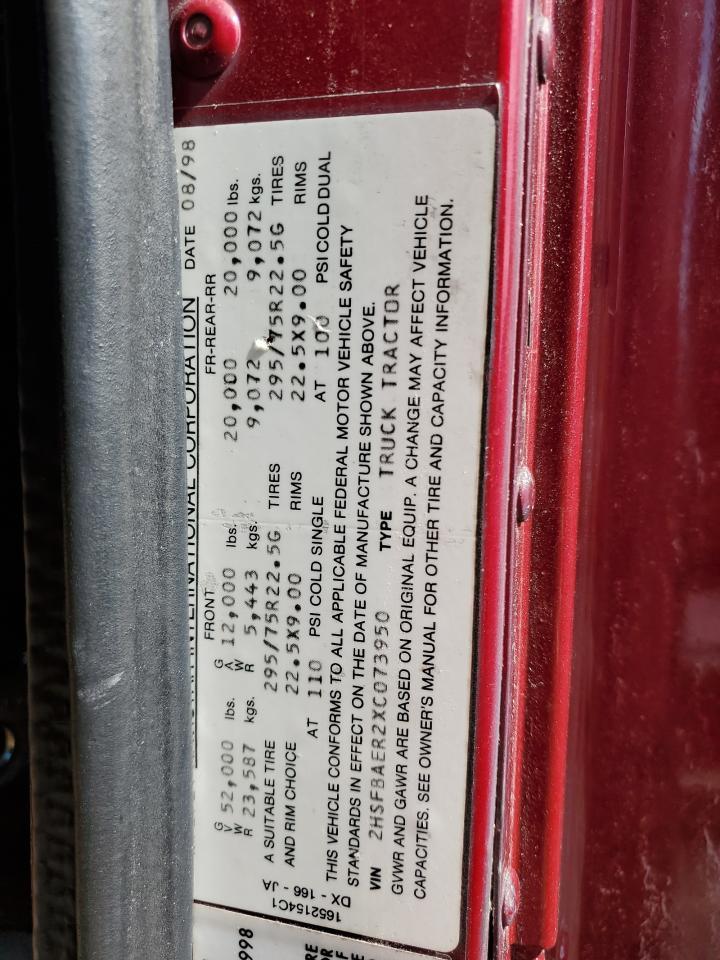 INTERNATIONAL CORPORATION DATE 08/98
FRONT FR-REAR-RR
GVWR 52,000 lbs. GAWR 12,000 lbs. 20,000 20,000 lbs.
23,587 kgs. 5,443 kgs. 9,072 9,072 kgs.
A SUITABLE TIRE 295/75R22.5G TIRES 295/75R22.5G TIRES
AND RIM CHOICE 22.5X9.00 RIMS 22.5X9.00 RIMS
AT 110 PSI COLD SINGLE AT 100 PSI COLD DUAL
THIS VEHICLE CONFORMS TO ALL APPLICABLE FEDERAL MOTOR VEHICLE SAFETY
STANDARDS IN EFFECT ON THE DATE OF MANUFACTURE SHOWN ABOVE.
VIN 2HSFBAER2XC073950 TYPE TRUCK TRACTOR
GVWR AND GAWR ARE BASED ON ORIGINAL EQUIP. A CHANGE MAY AFFECT VEHICLE
CAPACITIES. SEE OWNER'S MANUAL FOR OTHER TIRE AND CAPACITY INFORMATION.
DX - 166 - JA
1652154C1
998